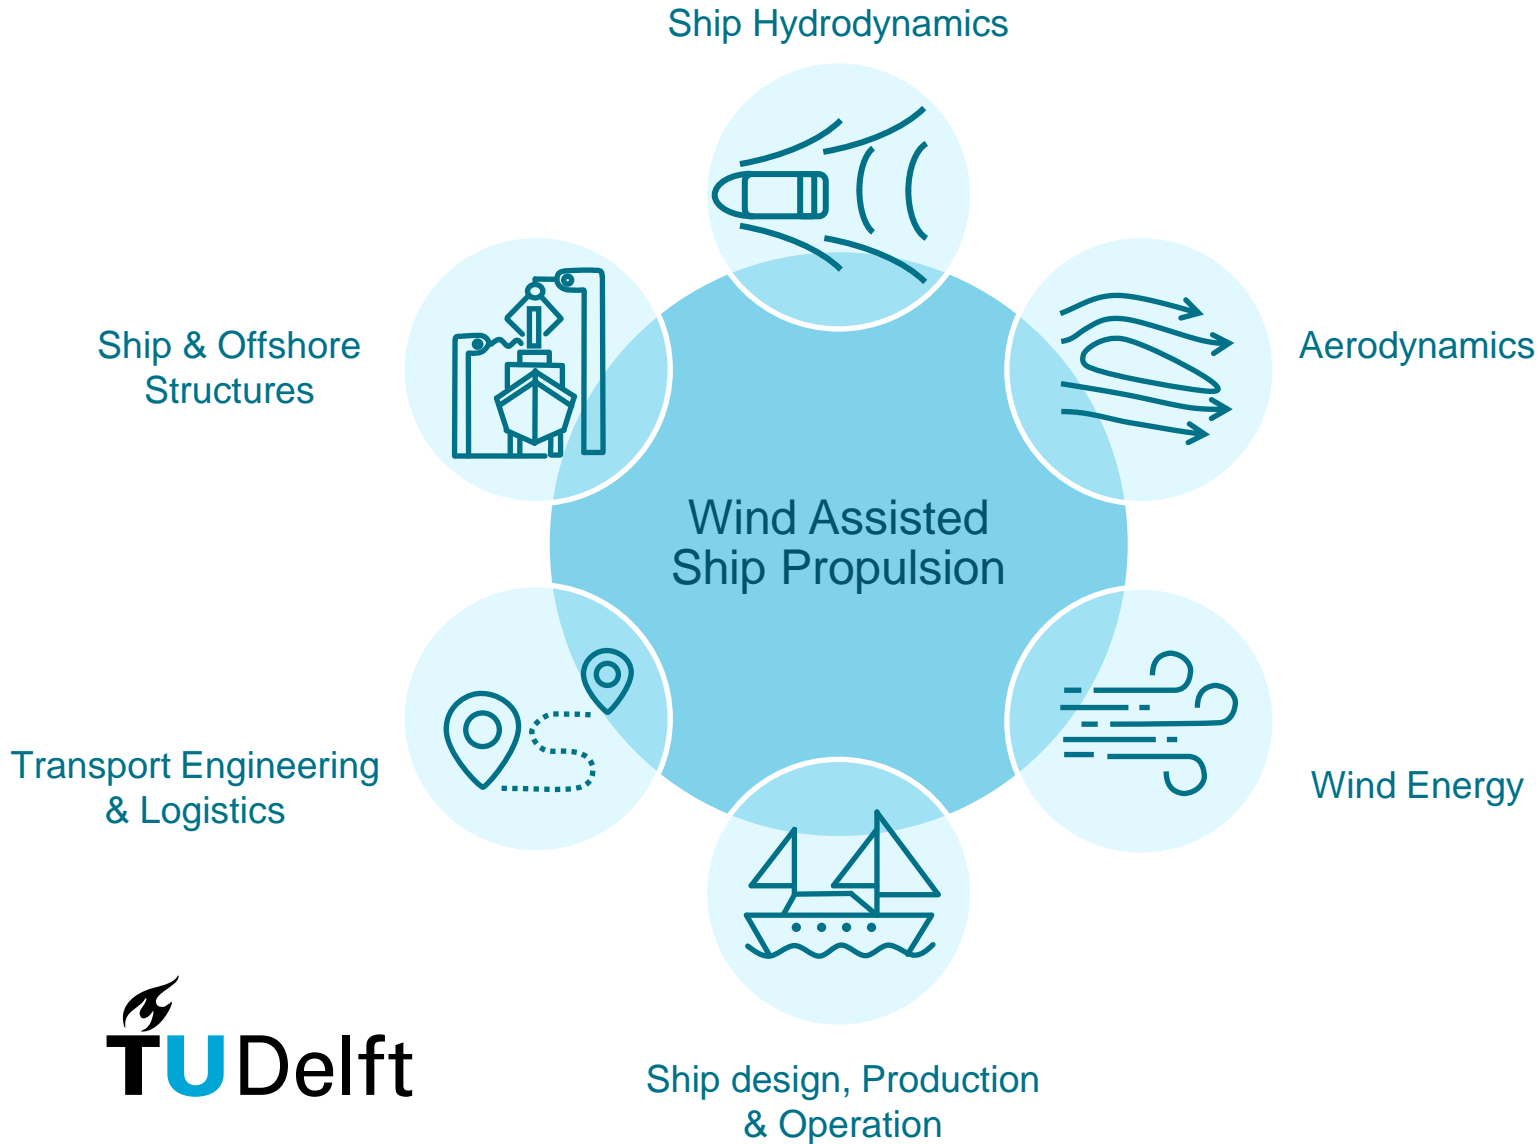 Ship Hydrodynamics
Ship & Offshore
Structures
Aerodynamics
Wind Assisted
Ship Propulsion
Transport Engineering
& Logistics
Wind Energy
Ship design, Production
& Operation
TUDelft